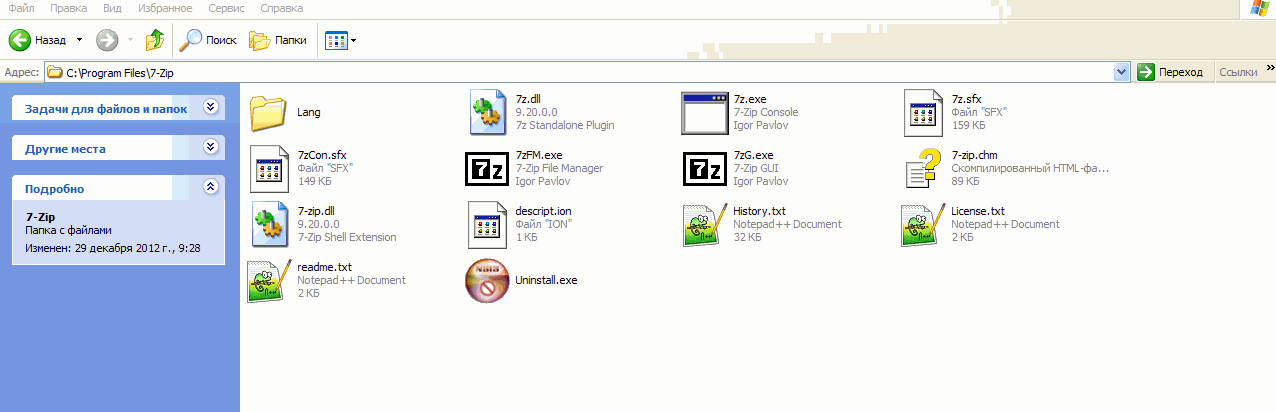 Файл Правка Вид Избранное Сервис Справка
Назад Поиск Папки
Адрес: C:\Program Files\7-Zip Переход Ссылки »
Задачи для файлов и папок
Другие места
Подробно
7-Zip
Папка с файлами
Изменен: 29 декабря 2012 г., 9:28
Lang
7z.dll
9.20.0.0
7z Standalone Plugin
7z.exe
7-Zip Console
Igor Pavlov
7z.sfx
Файл "SFX"
159 КБ
7zCon.sfx
Файл "SFX"
149 КБ
7z
7zFM.exe
7-Zip File Manager
Igor Pavlov
7z
7zG.exe
7-Zip GUI
Igor Pavlov
7-zip.chm
Скомпилированный HTML-фа...
89 КБ
7-zip.dll
9.20.0.0
7-Zip Shell Extension
descript.ion
Файл "ION"
1 КБ
History.txt
Notepad++ Document
32 КБ
License.txt
Notepad++ Document
2 КБ
readme.txt
Notepad++ Document
2 КБ
NSIS
Uninstall.exe